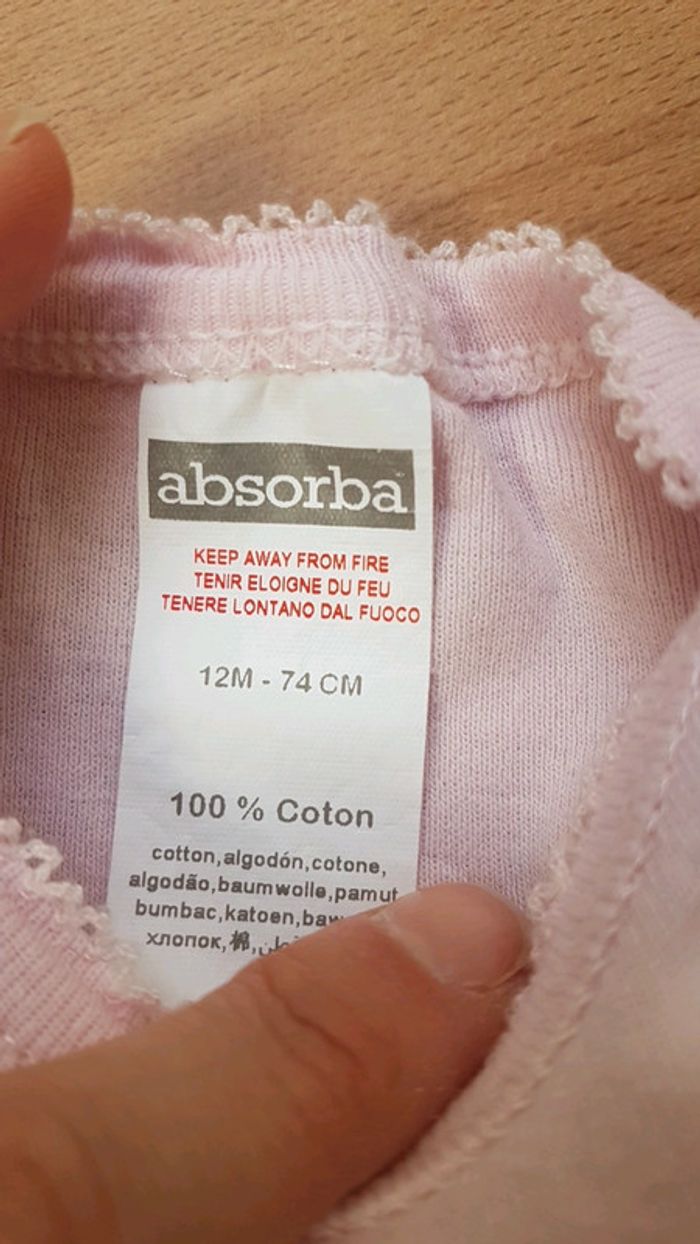 absorba
KEEP AWAY FROM FIRE
TENIR ELOIGNE DU FEU
TENERE LONTANO DAL FUOCO
12M - 74 CM
100 % Coton
cotton,algodón,cotone,
algodão,baumwolle,pamut
bumbac,katoen,
хлопок,棉,